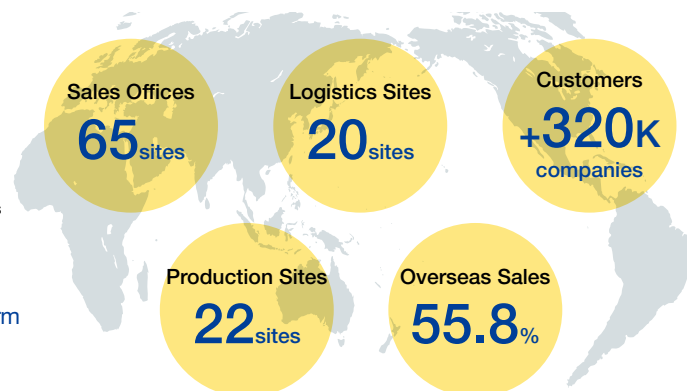 Sales Offices
65sites
Logistics Sites
20sites
Customers
+320K
companies
Production Sites
22sites
Overseas Sales
55.8%